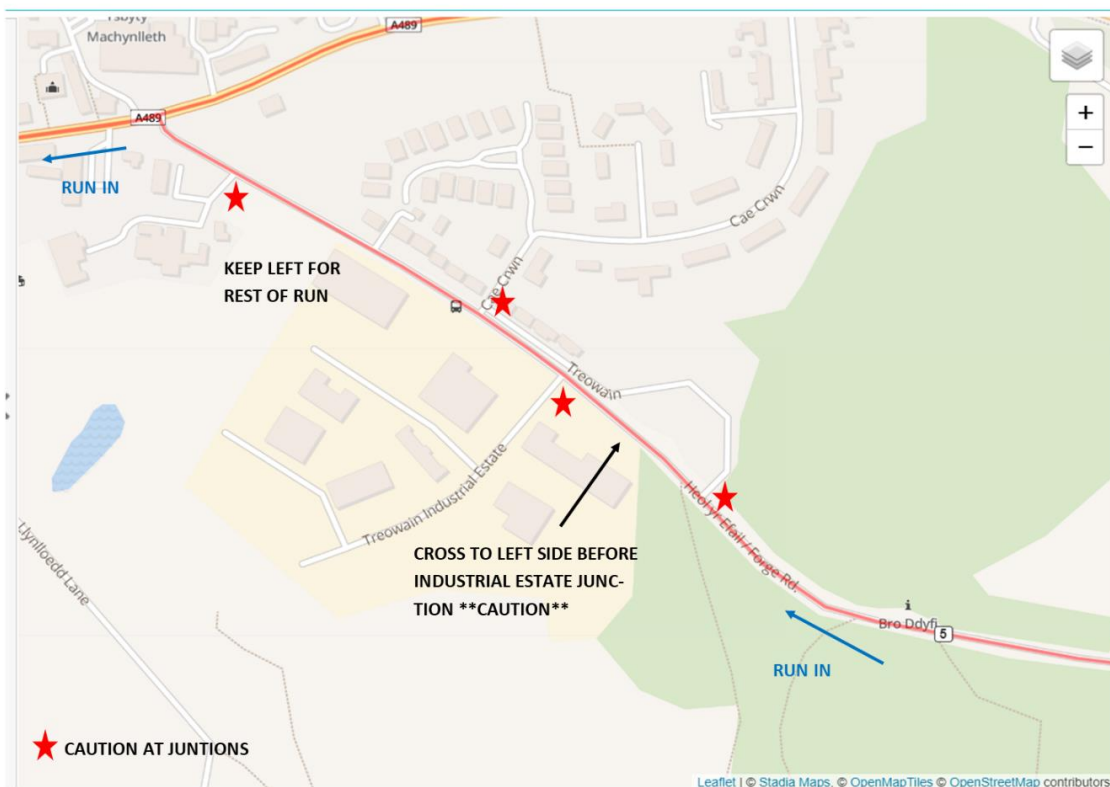 Ysbyty
Machynlleth
A489
A489
+
−
RUN IN
Cae Crwn
KEEP LEFT FOR
REST OF RUN
Cae Crwn
Treowain
Treowain Industrial Estate
Heol yr Efail / Forge Rd.
CROSS TO LEFT SIDE BEFORE
INDUSTRIAL ESTATE JUNC-
TION **CAUTION**
Llynlloedd Lane
Bro Ddyfi
5
RUN IN
CAUTION AT JUNTIONS
Leaflet | © Stadia Maps, © OpenMapTiles © OpenStreetMap contributors